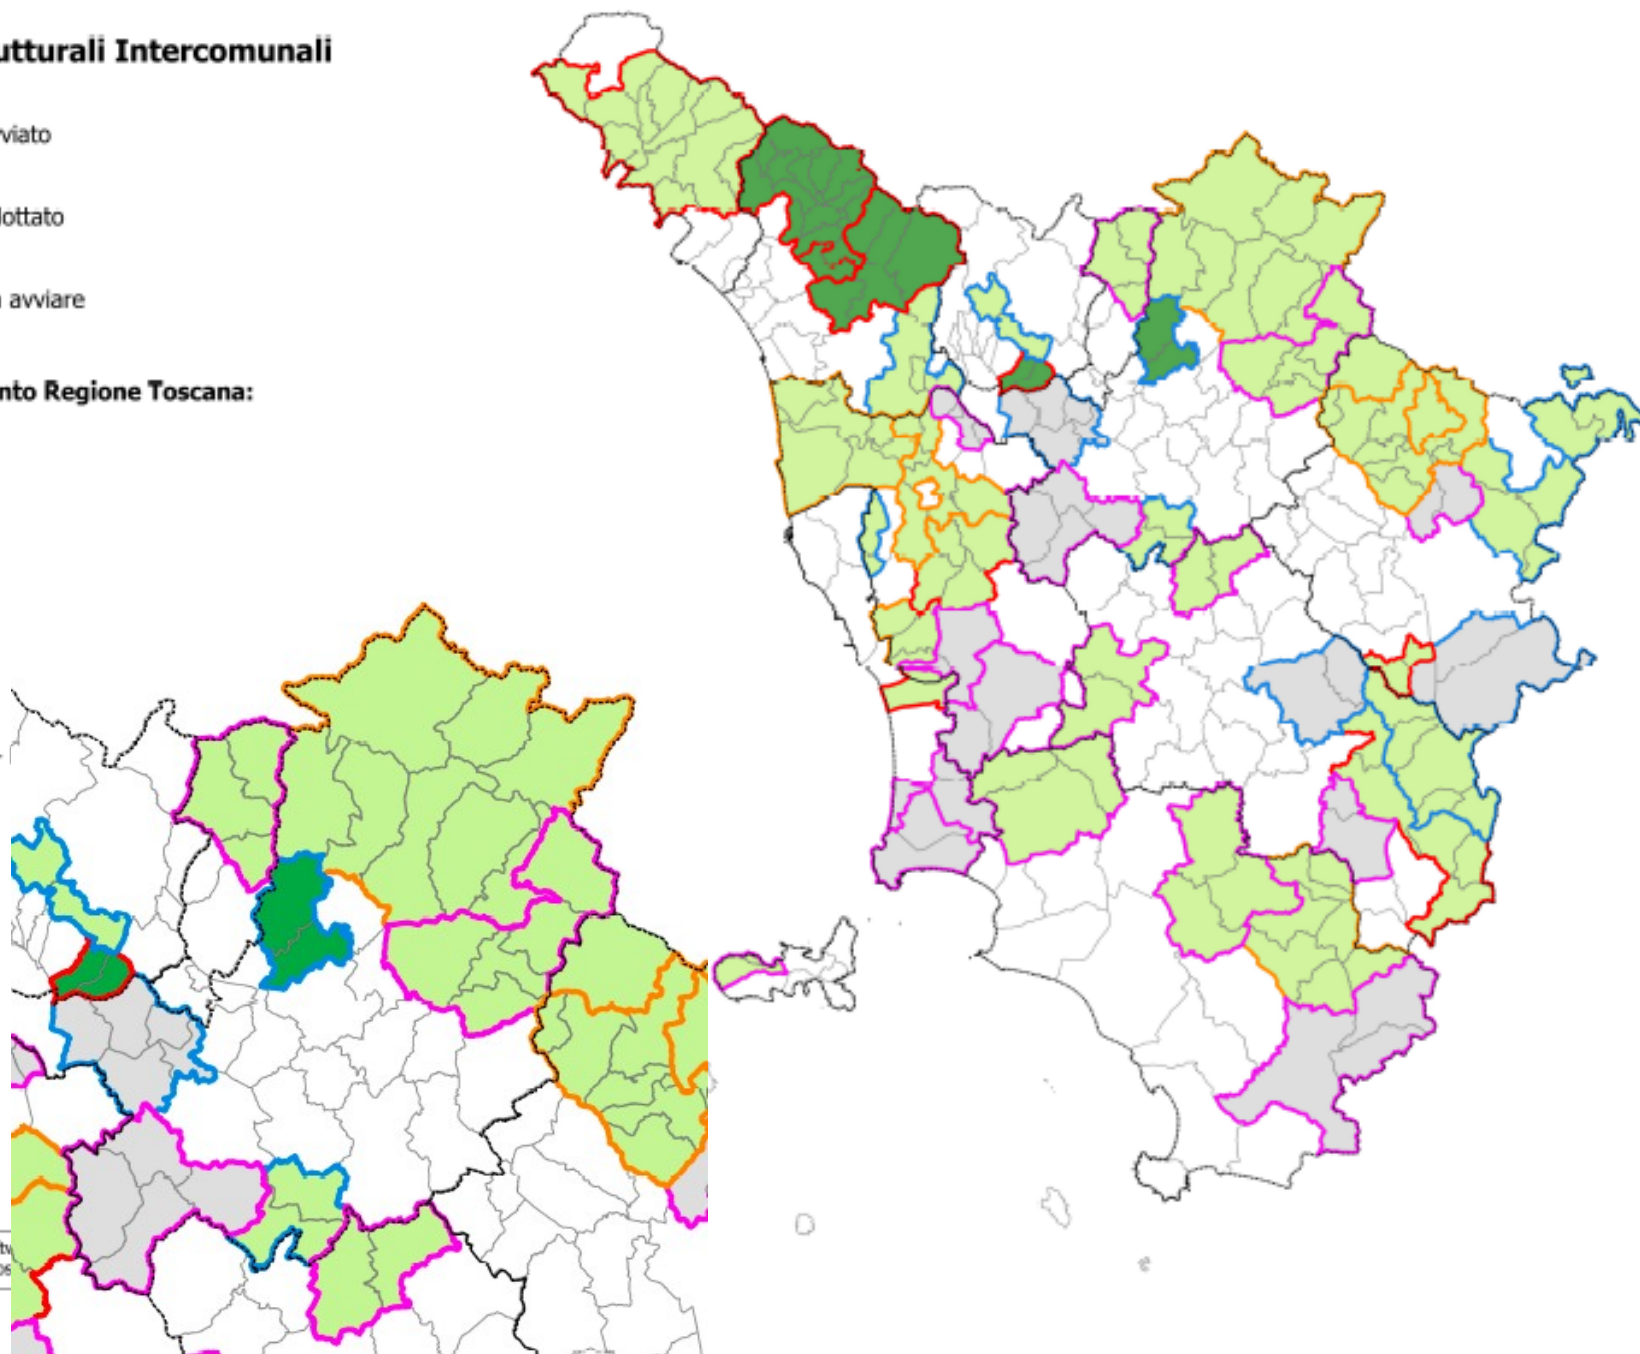 utturali Intercomunali
viato
lottato
avviare
nto Regione Toscana: